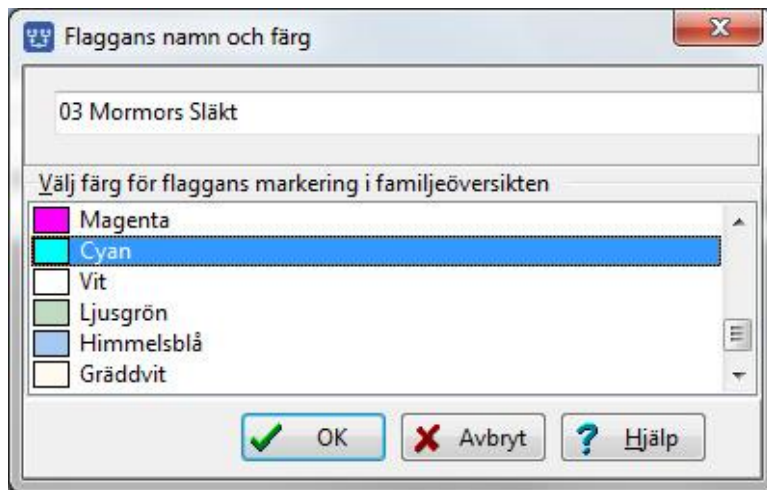 Flaggans namn och färg
03 Mormors Släkt
Välj färg för flaggans markering i familjeöversikten
Magenta
Cyan
Vit
Ljusgrön
Himmelsblå
Gräddvit
OK
Avbryt
Hjälp